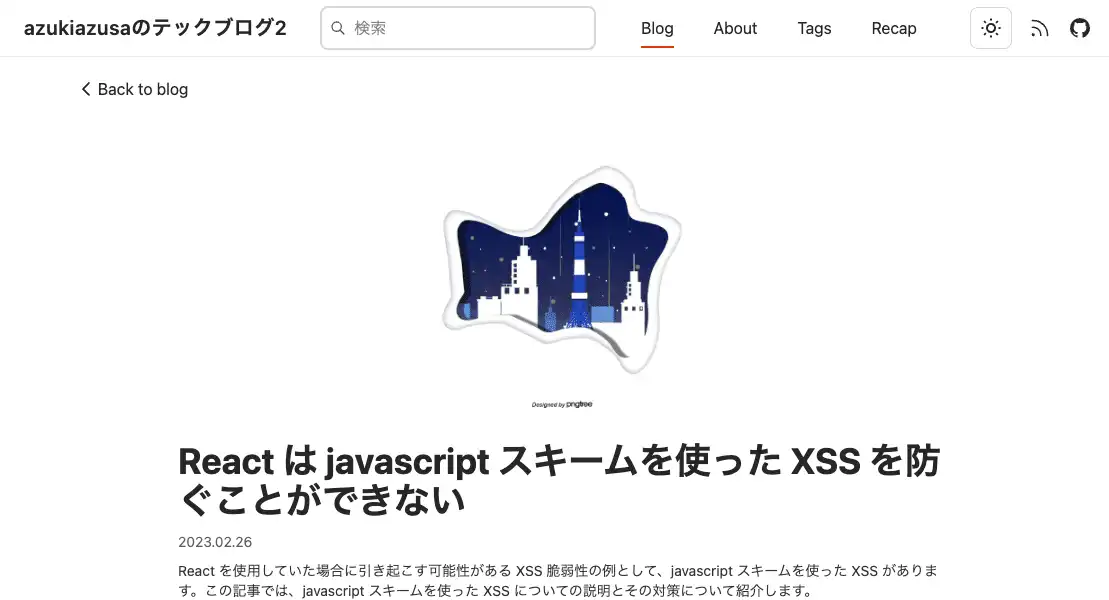 azukiazusaのテックブログ2
検索
Blog
About
Tags
Recap
Back to blog
Designed by pngtree
React は javascript スキームを使った XSS を防
ぐことができない
2023.02.26
React を使用していた場合に引き起こす可能性がある XSS 脆弱性の例として、javascript スキームを使った XSS がありま
す。この記事では、javascript スキームを使った XSS についての説明とその対策について紹介します。